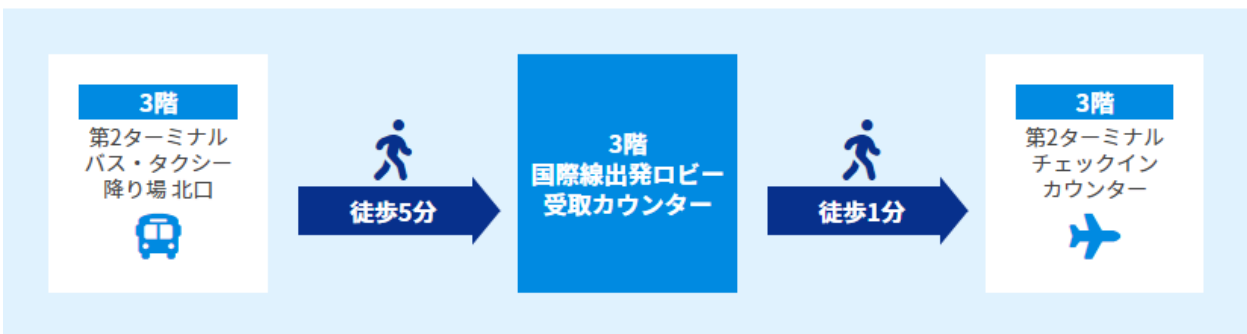 3階
第2ターミナル
バス・タクシー
降り場 北口
徒歩5分
3階
国際線出発ロビー
受取カウンター
徒歩1分
3階
第2ターミナル
チェックイン
カウンター